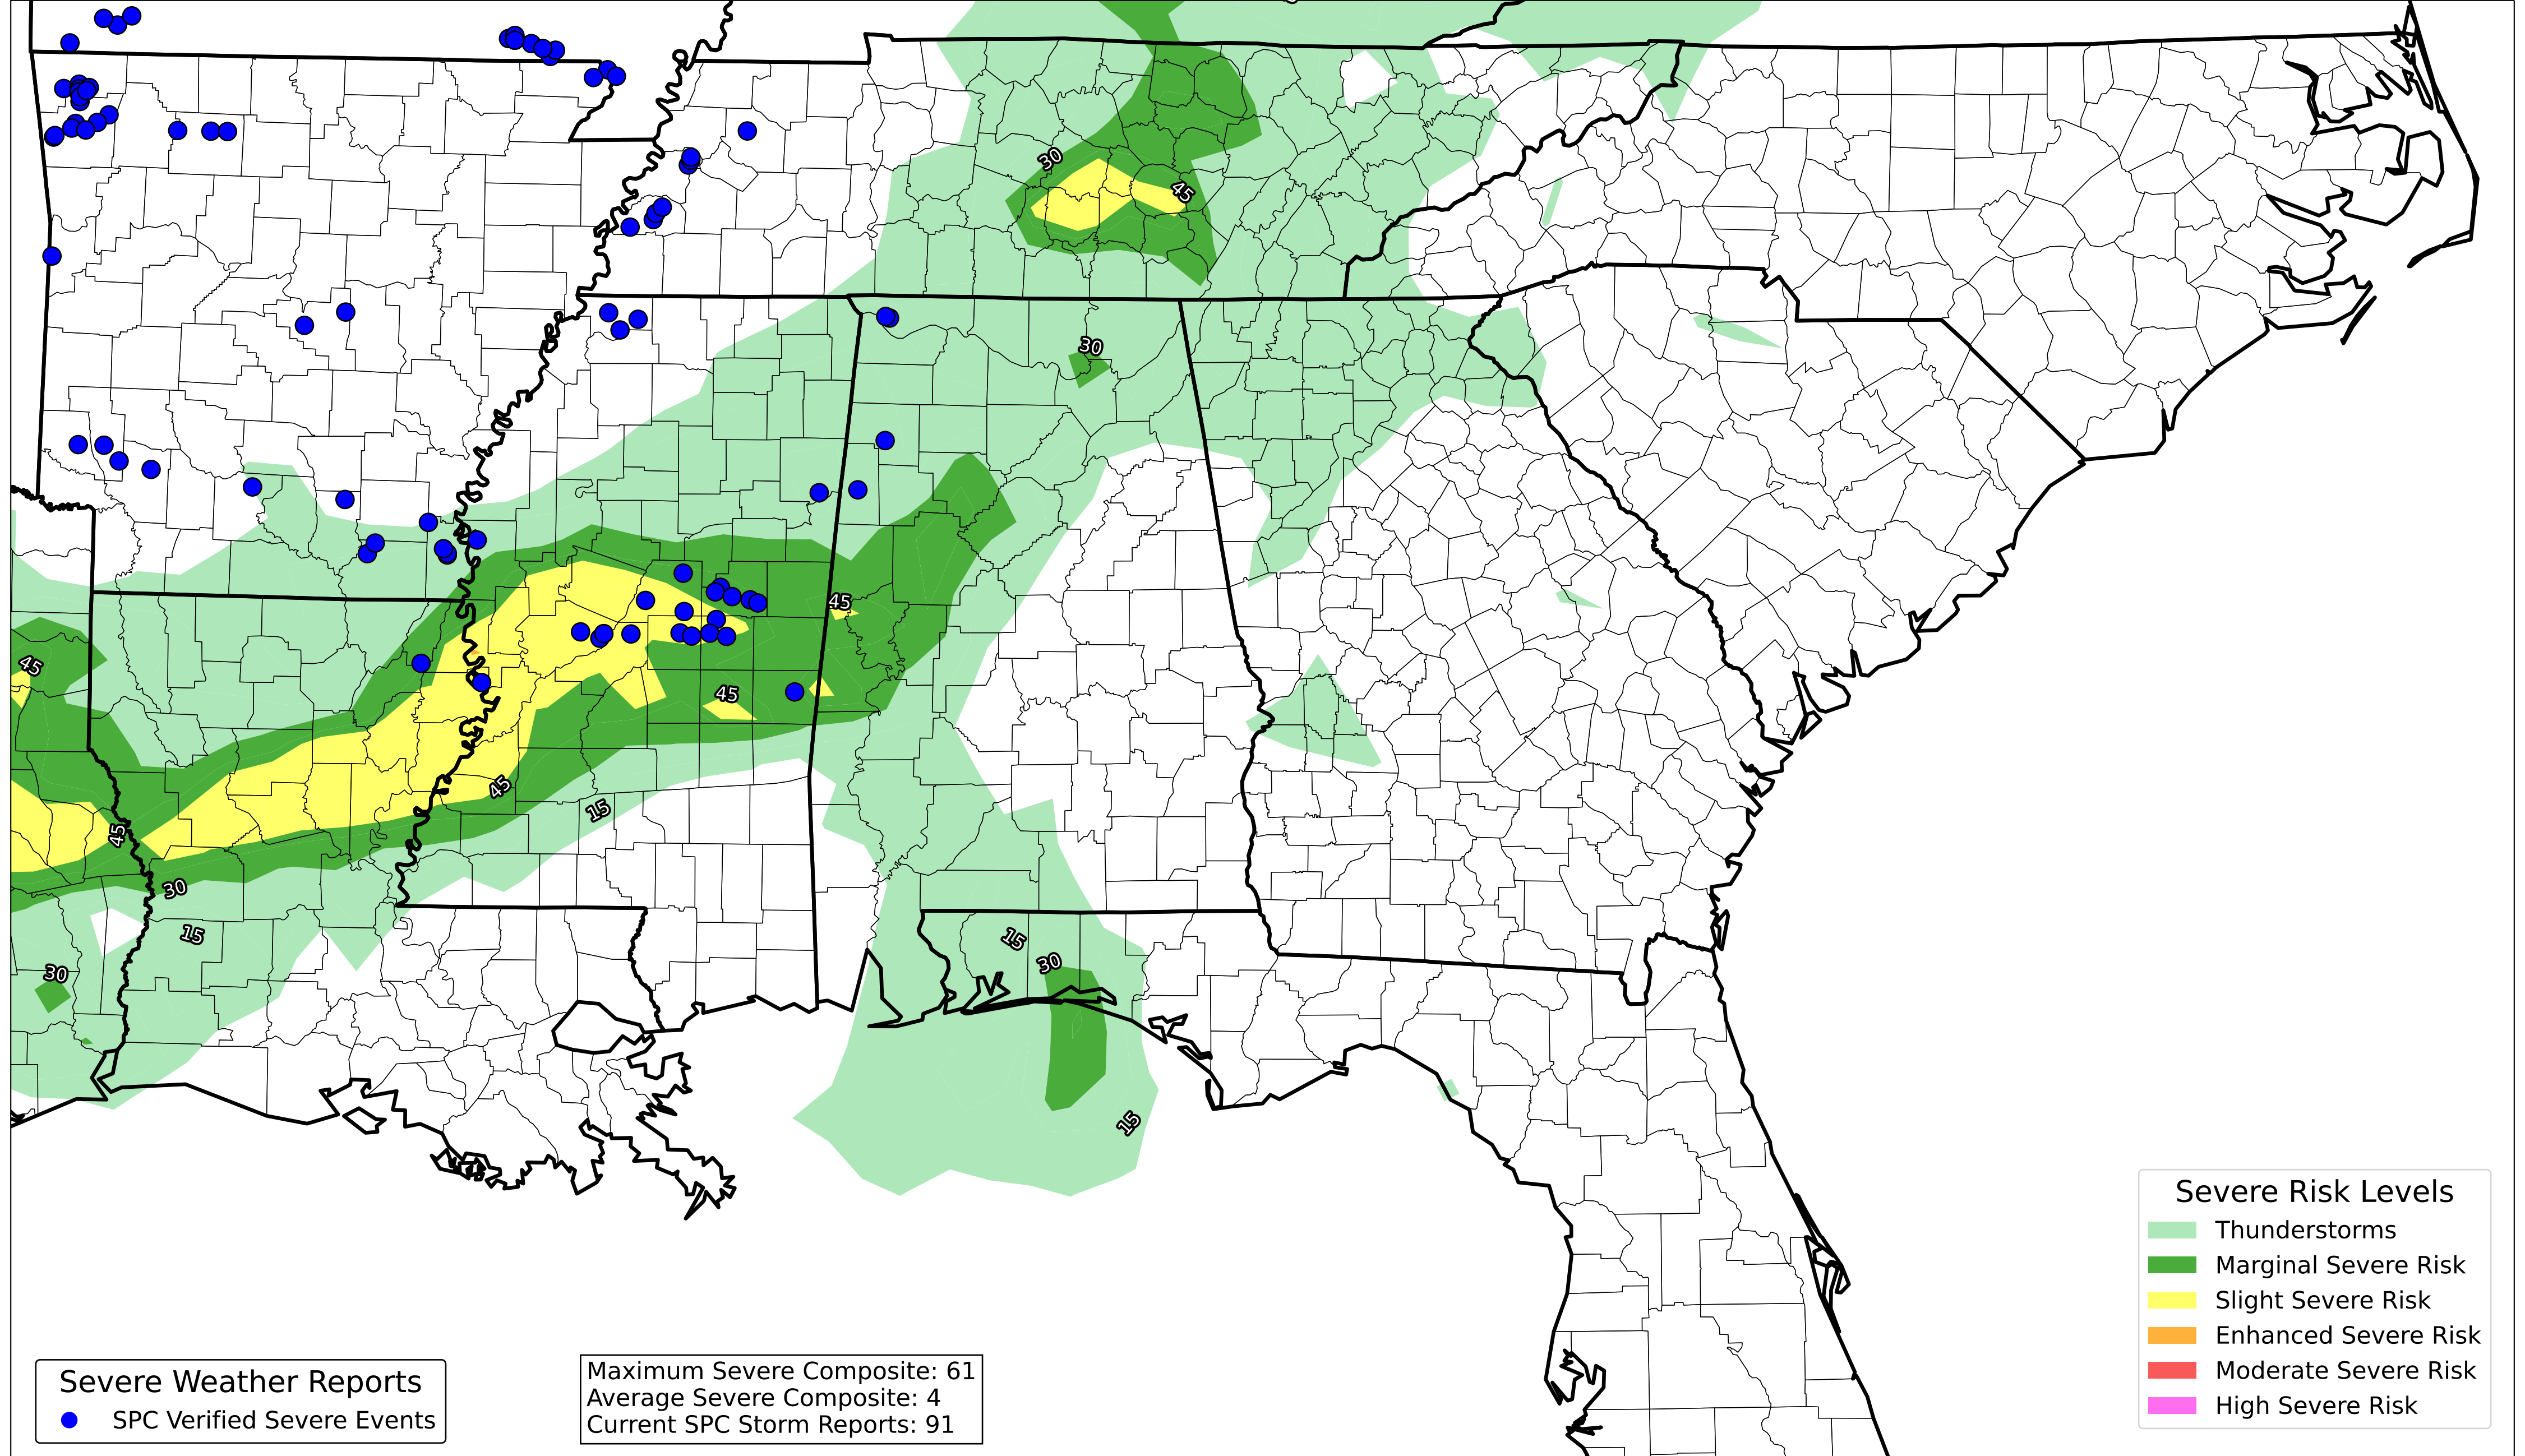 30
45
30
45
45
45
45
15
45
30
15
15
30
30
15
Severe Risk Levels
Thunderstorms
Marginal Severe Risk
Slight Severe Risk
Enhanced Severe Risk
Moderate Severe Risk
High Severe Risk
Severe Weather Reports
SPC Verified Severe Events
Maximum Severe Composite: 61
Average Severe Composite: 4
Current SPC Storm Reports: 91